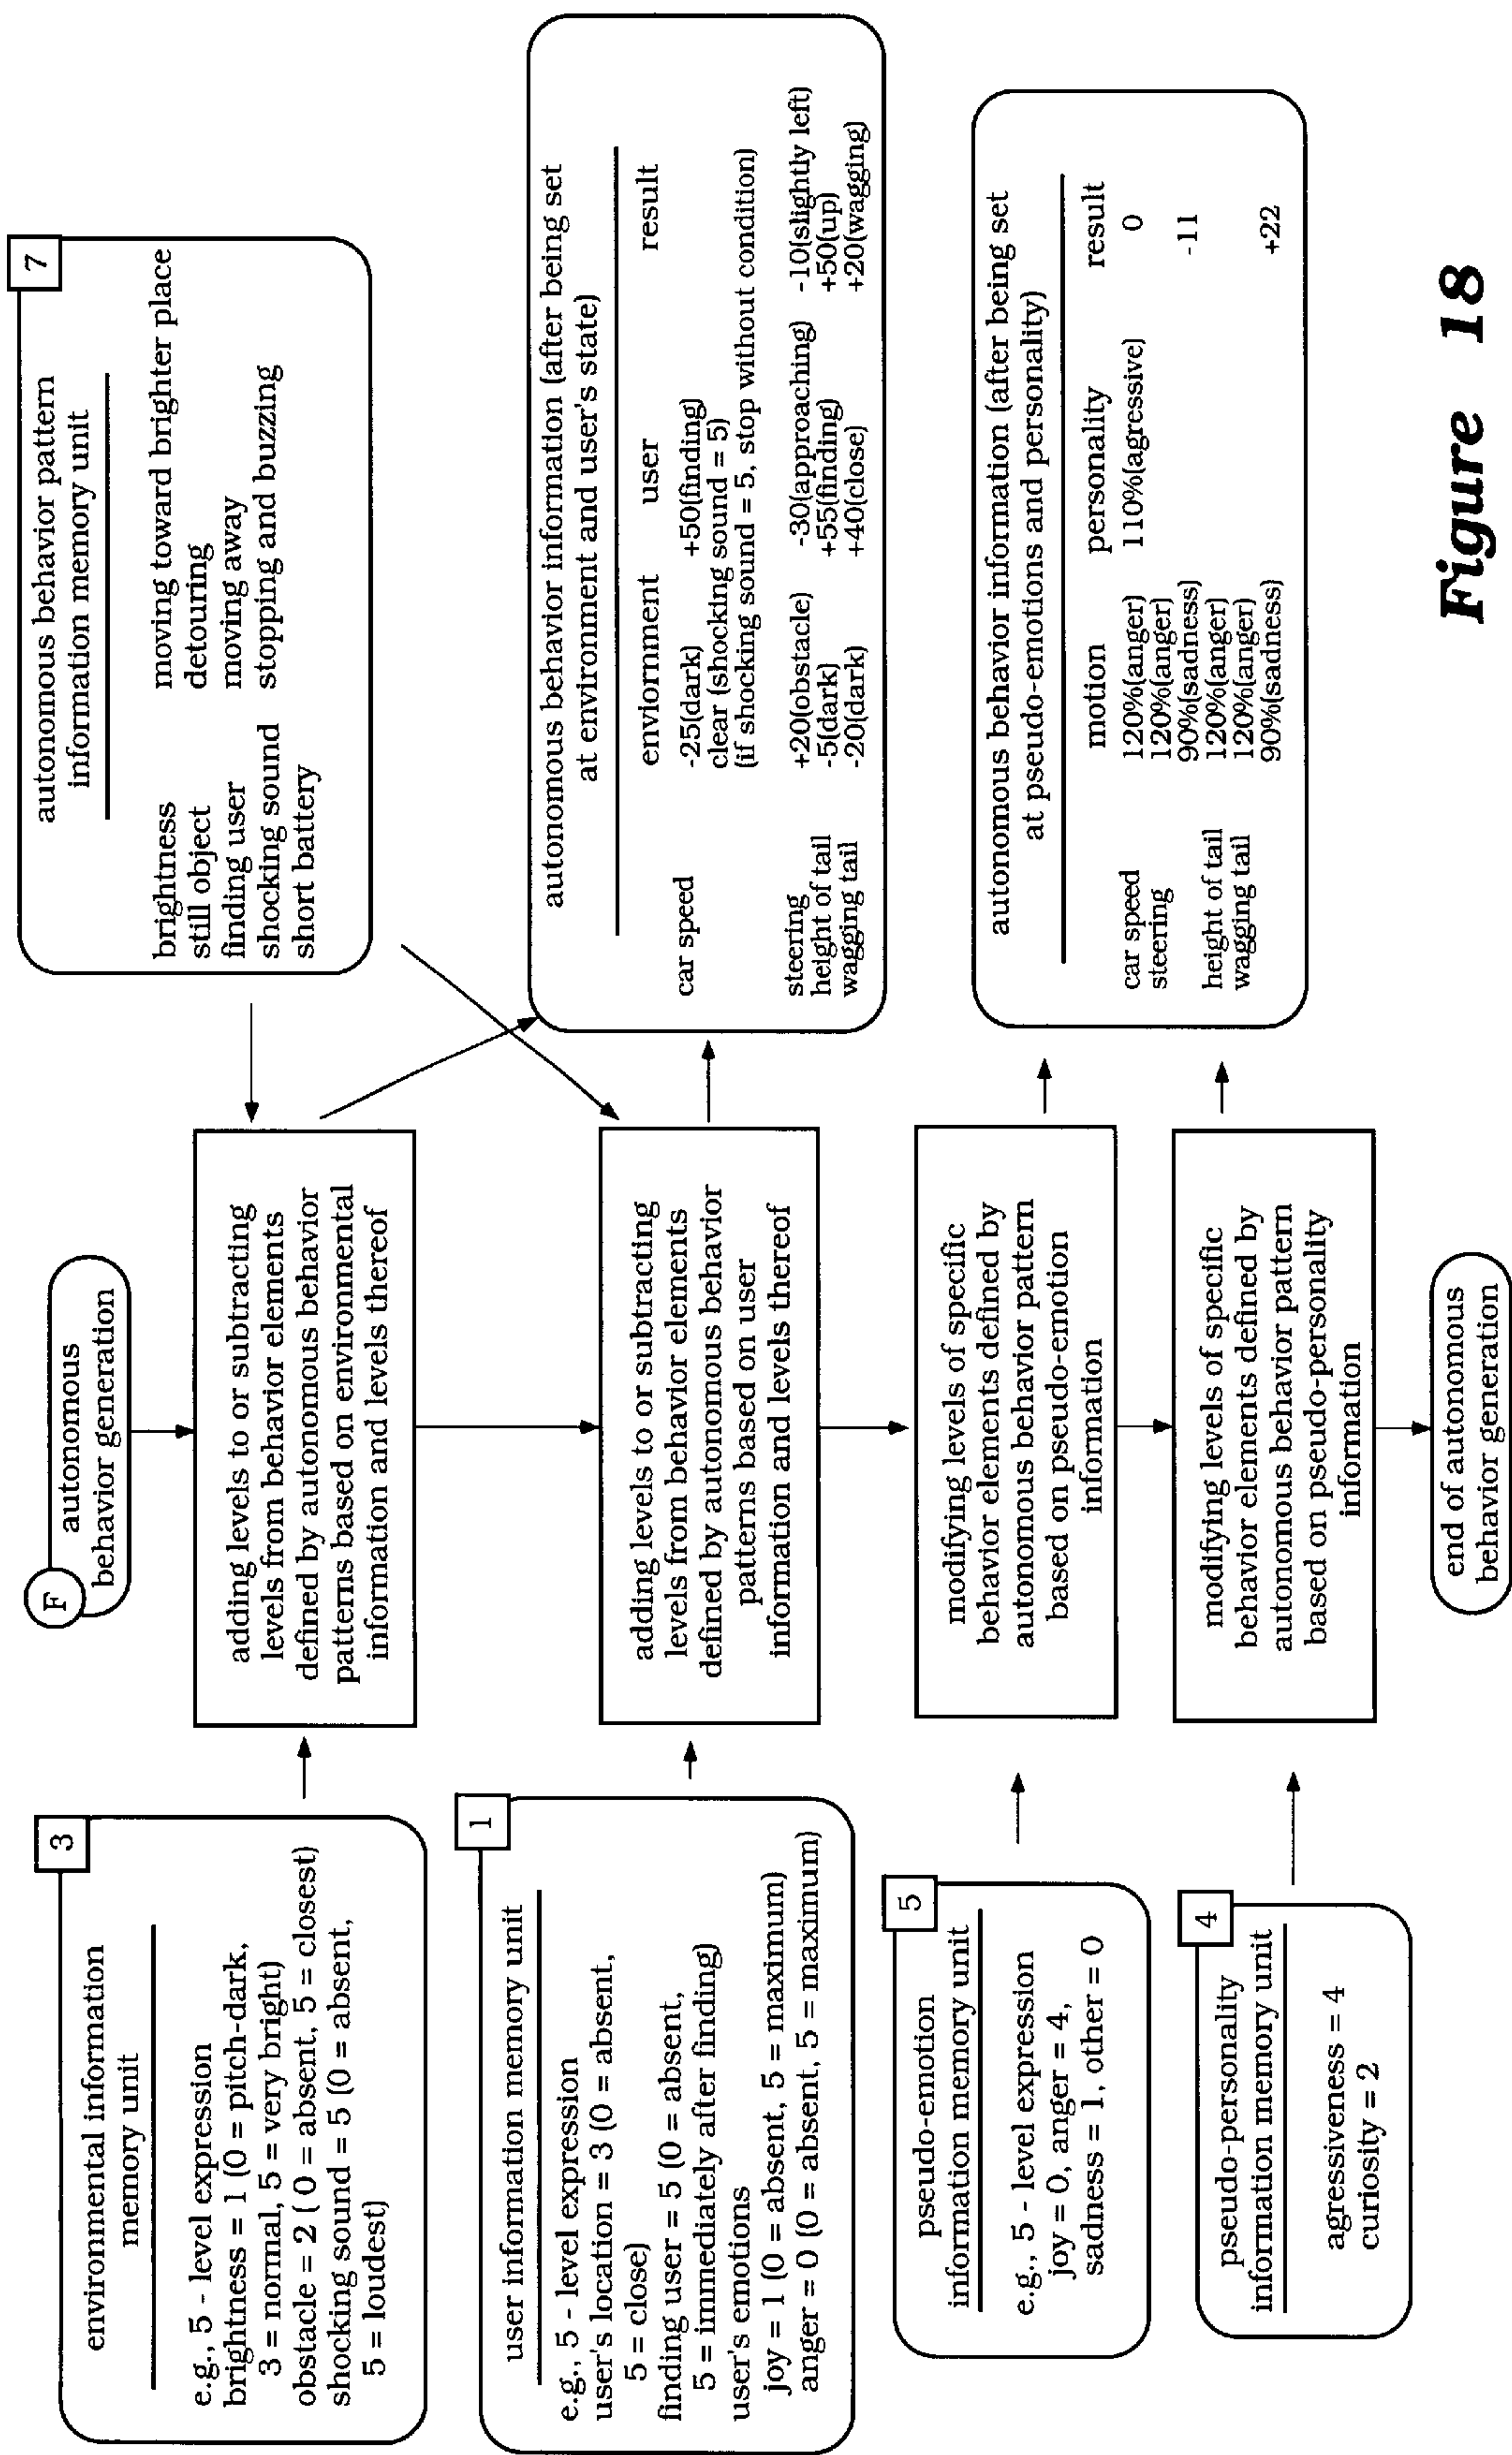 F
autonomous
behavior generation
adding levels to or subtracting
levels from behavior elements
defined by autonomous behavior
patterns based on environmental
information and levels thereof
adding levels to or subtracting
levels from behavior elements
defined by autonomous behavior
patterns based on user
information and levels thereof
modifying levels of specific
behavior elements defined by
autonomous behavior pattern
based on pseudo-emotion
information
modifying levels of specific
behavior elements defined by
autonomous behavior pattern
based on pseudo-personality
information
end of autonomous
behavior generation
3
environmental information
memory unit
e.g., 5 - level expression
brightness = 1 (0 = pitch-dark,
3 = normal, 5 = very bright)
obstacle = 2 ( 0 = absent, 5 = closest)
shocking sound = 5 (0 = absent,
5 = loudest)
1
user information memory unit
e.g., 5 - level expression
user's location = 3 (0 = absent,
5 = close)
finding user = 5 (0 = absent,
5 = immediately after finding)
user's emotions
joy = 1 (0 = absent, 5 = maximum)
anger = 0 (0 = absent, 5 = maximum)
5
pseudo-emotion
information memory unit
e.g., 5 - level expression
joy = 0, anger = 4,
sadness = 1, other = 0
4
pseudo-personality
information memory unit
agressiveness = 4
curiosity = 2
7
autonomous behavior pattern
information memory unit
brightness moving toward brighter place
still object detouring
finding user moving away
shocking sound stopping and buzzing
short battery
autonomous behavior information (after being set
at environment and user's state)
enviornment user result
car speed -25(dark) +50(finding)
clear (shocking sound = 5)
(if shocking sound = 5, stop without condition)
steering +20(obstacle) -30(approaching) -10(slightly left)
height of tail -5(dark) +55(finding) +50(up)
wagging tail -20(dark) +40(close) +20(wagging)
autonomous behavior information (after being set
at pseudo-emotions and personality)
motion personality result
car speed 120%(anger) 110%(agressive) 0
steering 120%(anger)
90%(sadness) -11
height of tail 120%(anger)
wagging tail 120%(anger)
90%(sadness) +22
Figure 18